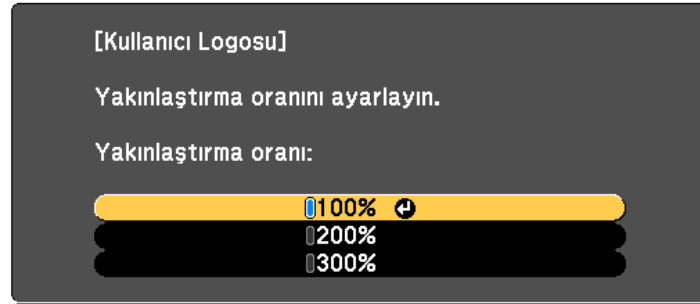 [Kullanıcı Logosu]
Yakınlaştırma oranını ayarlayın.
Yakınlaştırma oranı:
100%
200%
300%